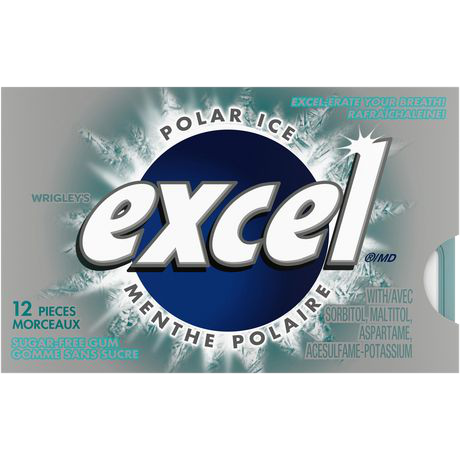 POLAR ICE
EXCEL-ERATE YOUR BREATH!
RAFRAÎCHALEINE!
WRIGLEY'S
excel
®/MD
MENTHE POLAIRE
12 PIECES
MORCEAUX
SUGAR-FREE GUM
GOMME SANS SUCRE
WITH/AVEC
SORBITOL, MALTITOL,
ASPARTAME,
ACESULFAME-POTASSIUM